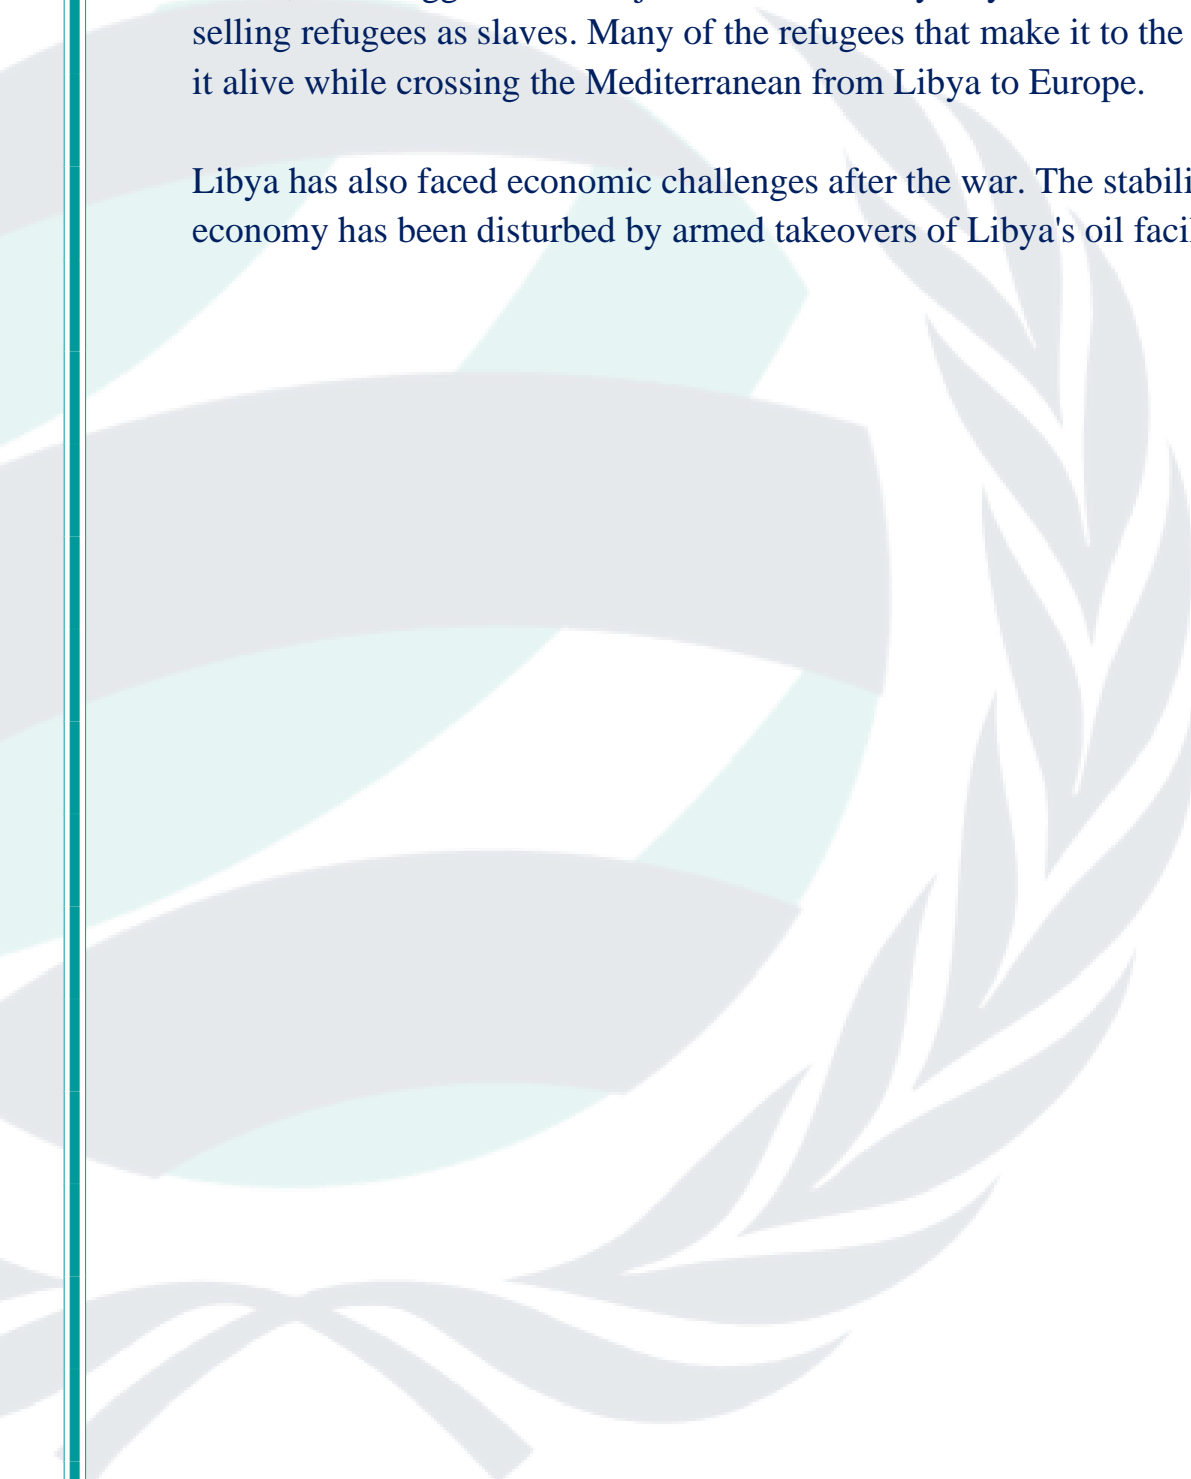 selling refugees as slaves. Many of the refugees that make it to the
it alive while crossing the Mediterranean from Libya to Europe.
Libya has also faced economic challenges after the war. The
economy has been disturbed by armed takeovers of Libya's oil